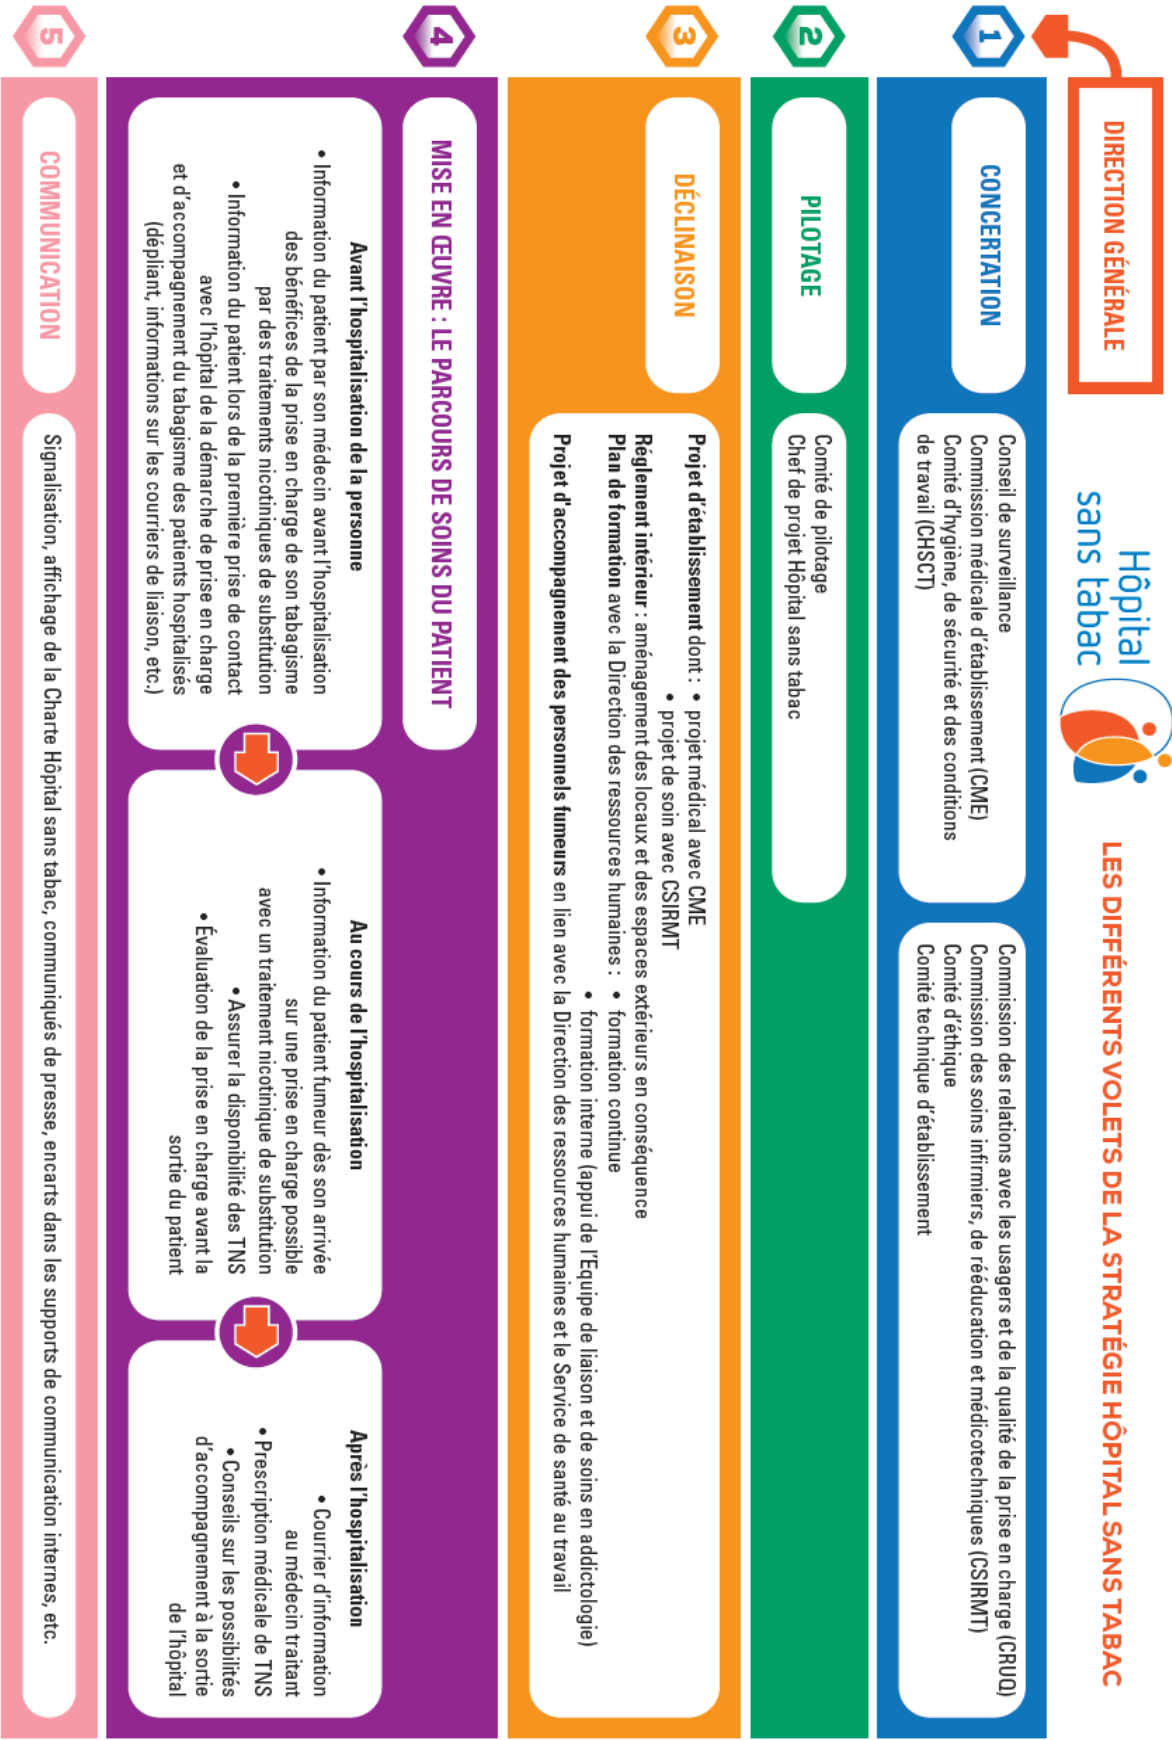 DIRECTION GÉNÉRALE
Hôpital
sans tabac
LES DIFFÉRENTS VOLETS DE LA STRATÉGIE HÔPITAL SANS TABAC
1
CONCERTATION
Conseil de surveillance
Commission médicale d'établissement (CME)
Comité d'hygiène, de sécurité et des conditions
de travail (CHSCT)
Commission des relations avec les usagers et de la qualité de la prise en charge (CRUQ)
Commission des soins infirmiers, de rééducation et médicotechniques (CSIRMT)
Comité d'éthique
Comité technique d'établissement
2
PILOTAGE
Comité de pilotage
Chef de projet Hôpital sans tabac
3
DÉCLINAISON
Projet d'établissement dont : • projet médical avec CME
• projet de soin avec CSIRMT
Réglement intérieur : aménagement des locaux et des espaces extérieurs en conséquence
Plan de formation avec la Direction des ressources humaines : • formation continue
• formation interne (appui de l'Equipe de liaison et de soins en addictologie)
Projet d'accompagnement des personnels fumeurs en lien avec la Direction des ressources humaines et le Service de santé au travail
4
MISE EN ŒUVRE : LE PARCOURS DE SOINS DU PATIENT
Avant l'hospitalisation de la personne
• Information du patient par son médecin avant l'hospitalisation
des bénéfices de la prise en charge de son tabagisme
par des traitements nicotiniques de substitution
• Information du patient lors de la première prise de contact
avec l'hôpital de la démarche de prise en charge
et d'accompagnement du tabagisme des patients hospitalisés
(dépliant, informations sur les courriers de liaison, etc.)
Au cours de l'hospitalisation
• Information du patient fumeur dès son arrivée
sur une prise en charge possible
avec un traitement nicotinique de substitution
• Assurer la disponibilité des TNS
• Évaluation de la prise en charge avant la
sortie du patient
Après l'hospitalisation
• Courrier d'information
au médecin traitant
• Prescription médicale de TNS
• Conseils sur les possibilités
d'accompagnement à la sortie
de l'hôpital
5
COMMUNICATION
Signalisation, affichage de la Charte Hôpital sans tabac, communiqués de presse, encarts dans les supports de communication internes, etc.